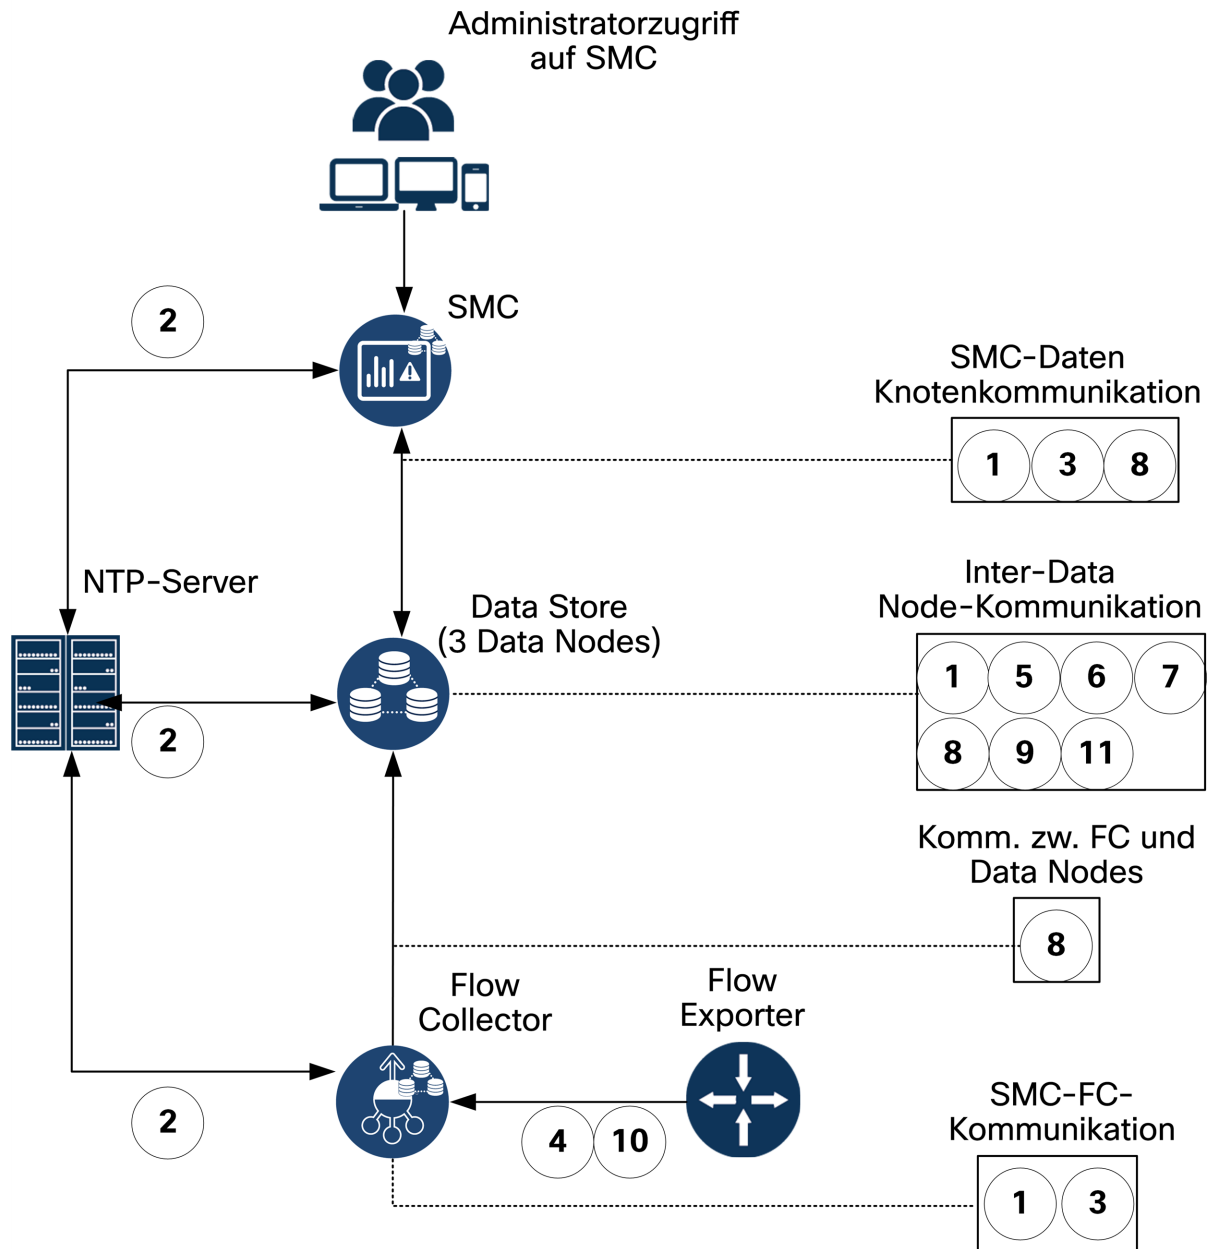 Administratorzugriff
auf SMC
2
SMC
SMC-Daten
Knotenkommunikation
1 3 8
NTP-Server
Data Store
(3 Data Nodes)
Inter-Data
Node-Kommunikation
1 5 6 7
8 9 11
2
Komm. zw. FC und
Data Nodes
8
Flow
Collector
Flow
Exporter
2
4 10
SMC-FC-
Kommunikation
1 3